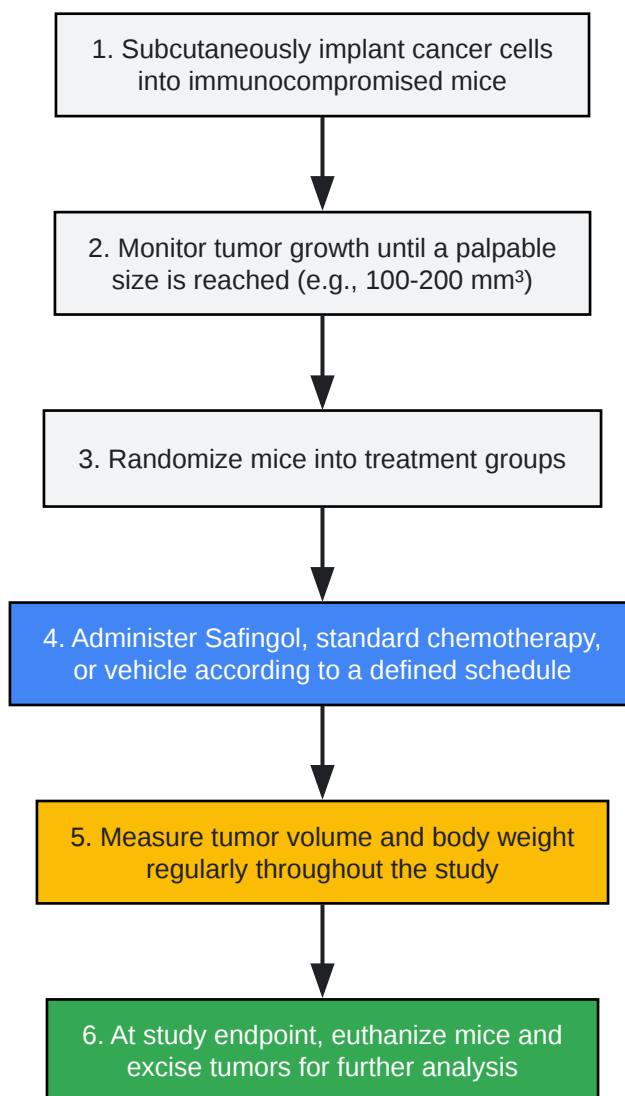 1. Subcutaneously implant cancer cells
into immunocompromised mice
2. Monitor tumor growth until a palpable
size is reached (e.g., 100-200 mm³)
3. Randomize mice into treatment groups
4. Administer Safingol, standard chemotherapy,
or vehicle according to a defined schedule
5. Measure tumor volume and body weight
regularly throughout the study
6. At study endpoint, euthanize mice and
excise tumors for further analysis